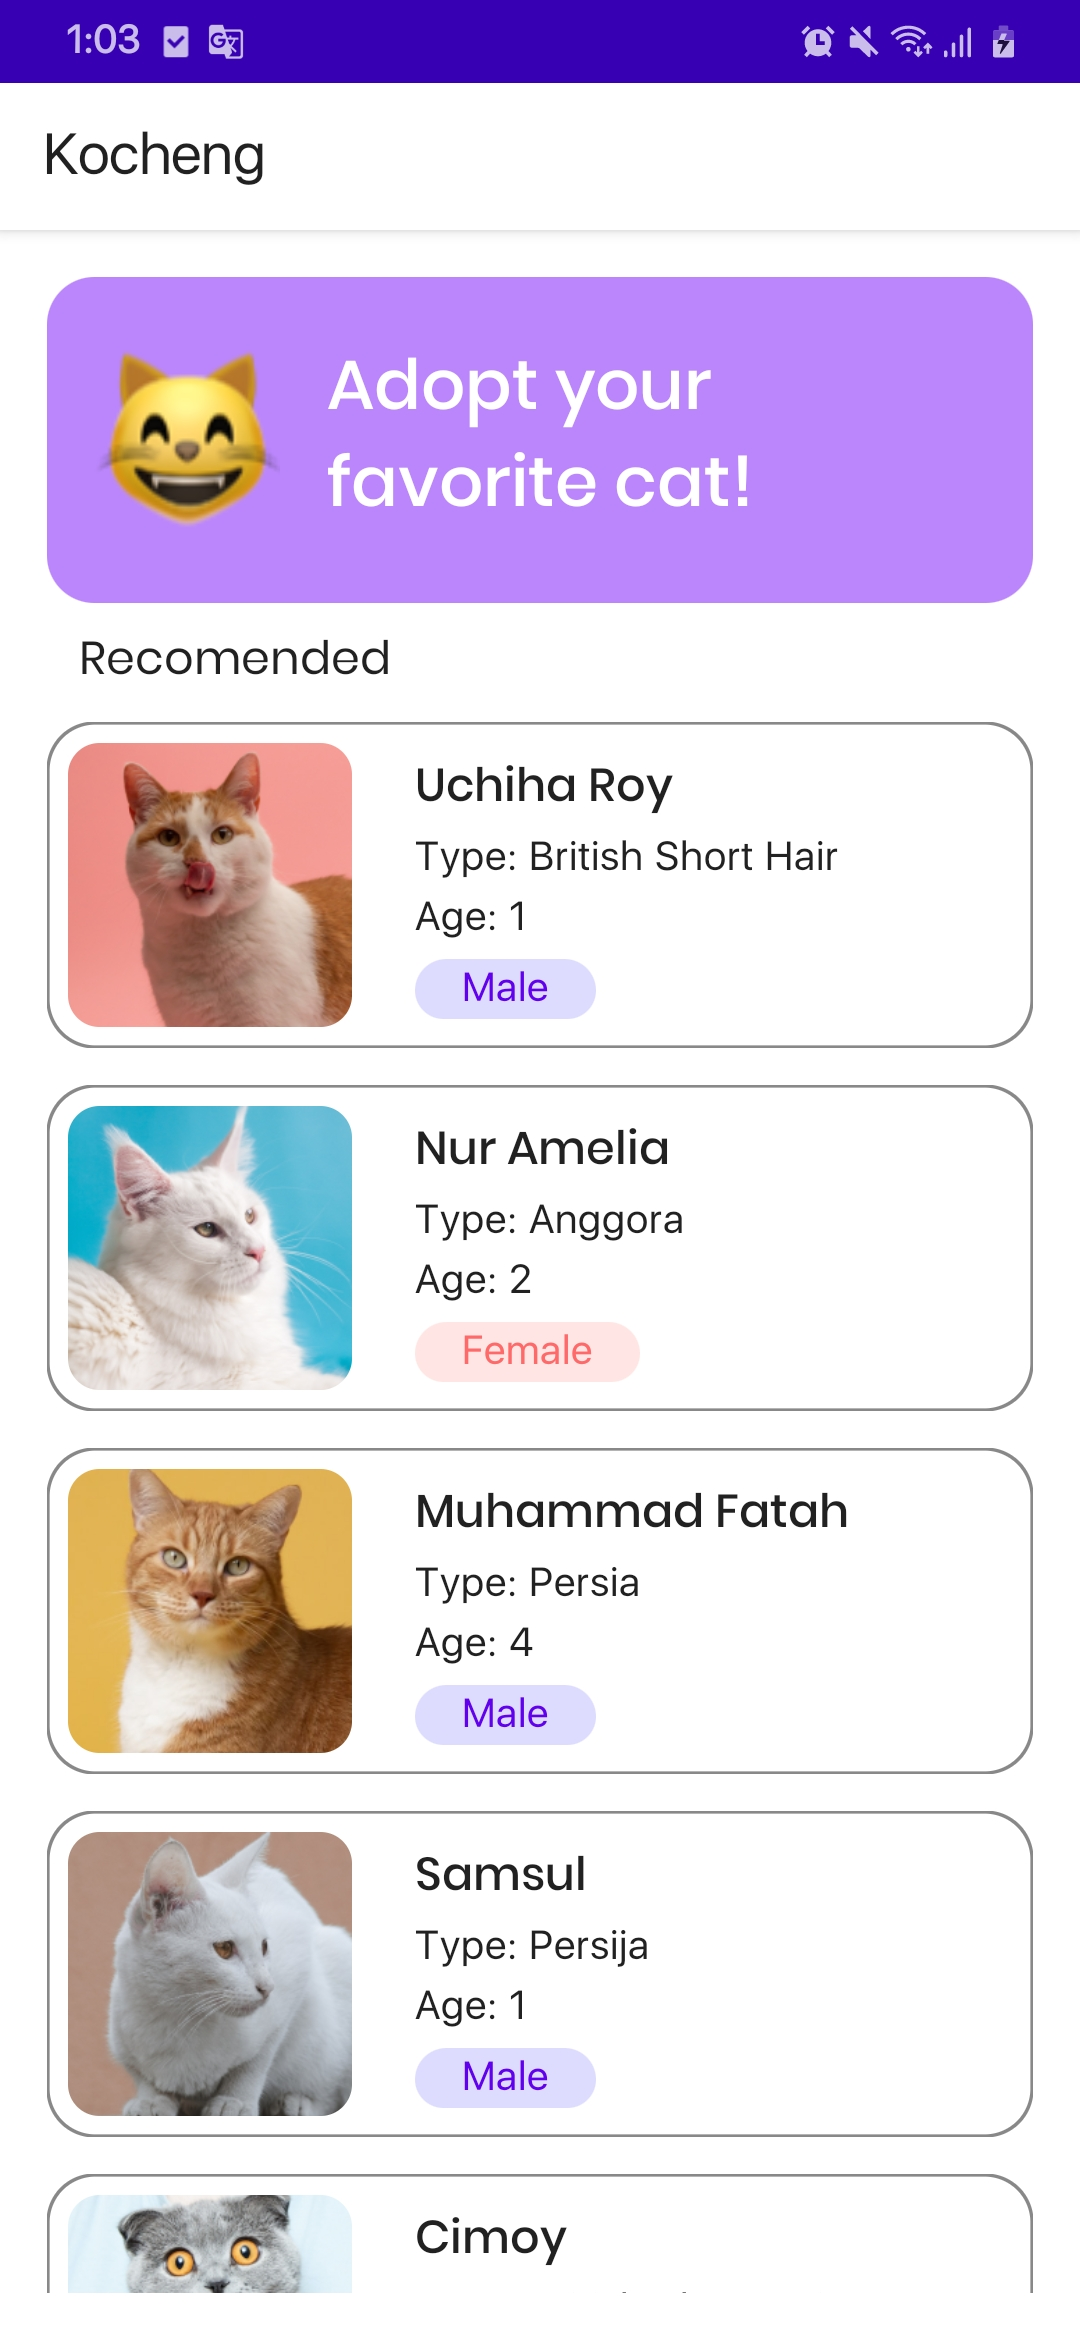 1:03
Kocheng
Adopt your
favorite cat!
Recomended
Uchiha Roy
Type: British Short Hair
Age: 1
Male
Nur Amelia
Type: Anggora
Age: 2
Female
Muhammad Fatah
Type: Persia
Age: 4
Male
Samsul
Type: Persija
Age: 1
Male
Cimoy